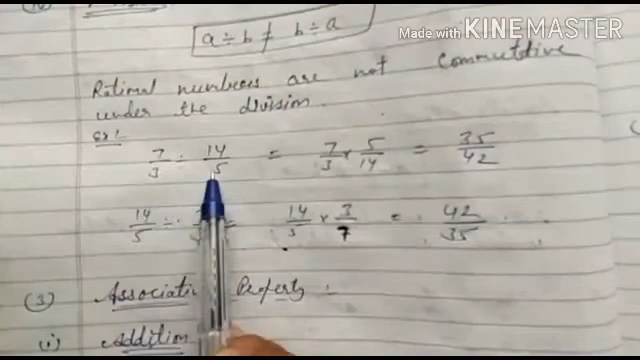 Made with KINEMASTER
a ÷ b ≠ b ÷ a
Rational numbers are not commutative
under the division.
ex:
7/3 ÷ 14/5 = 7/3 × 5/14 = 35/42
14/5 ÷ = 14/5 × 3/7 = 42/35
(3) Associative Property :
(i) Addition